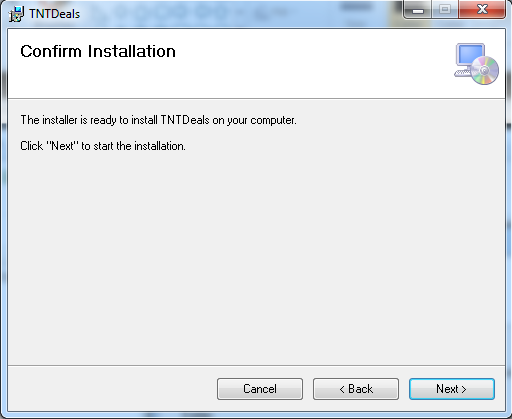 TNTDeals
Confirm Installation
The installer is ready to install TNTDeals on your computer.
Click "Next" to start the installation.
Cancel
< Back
Next >